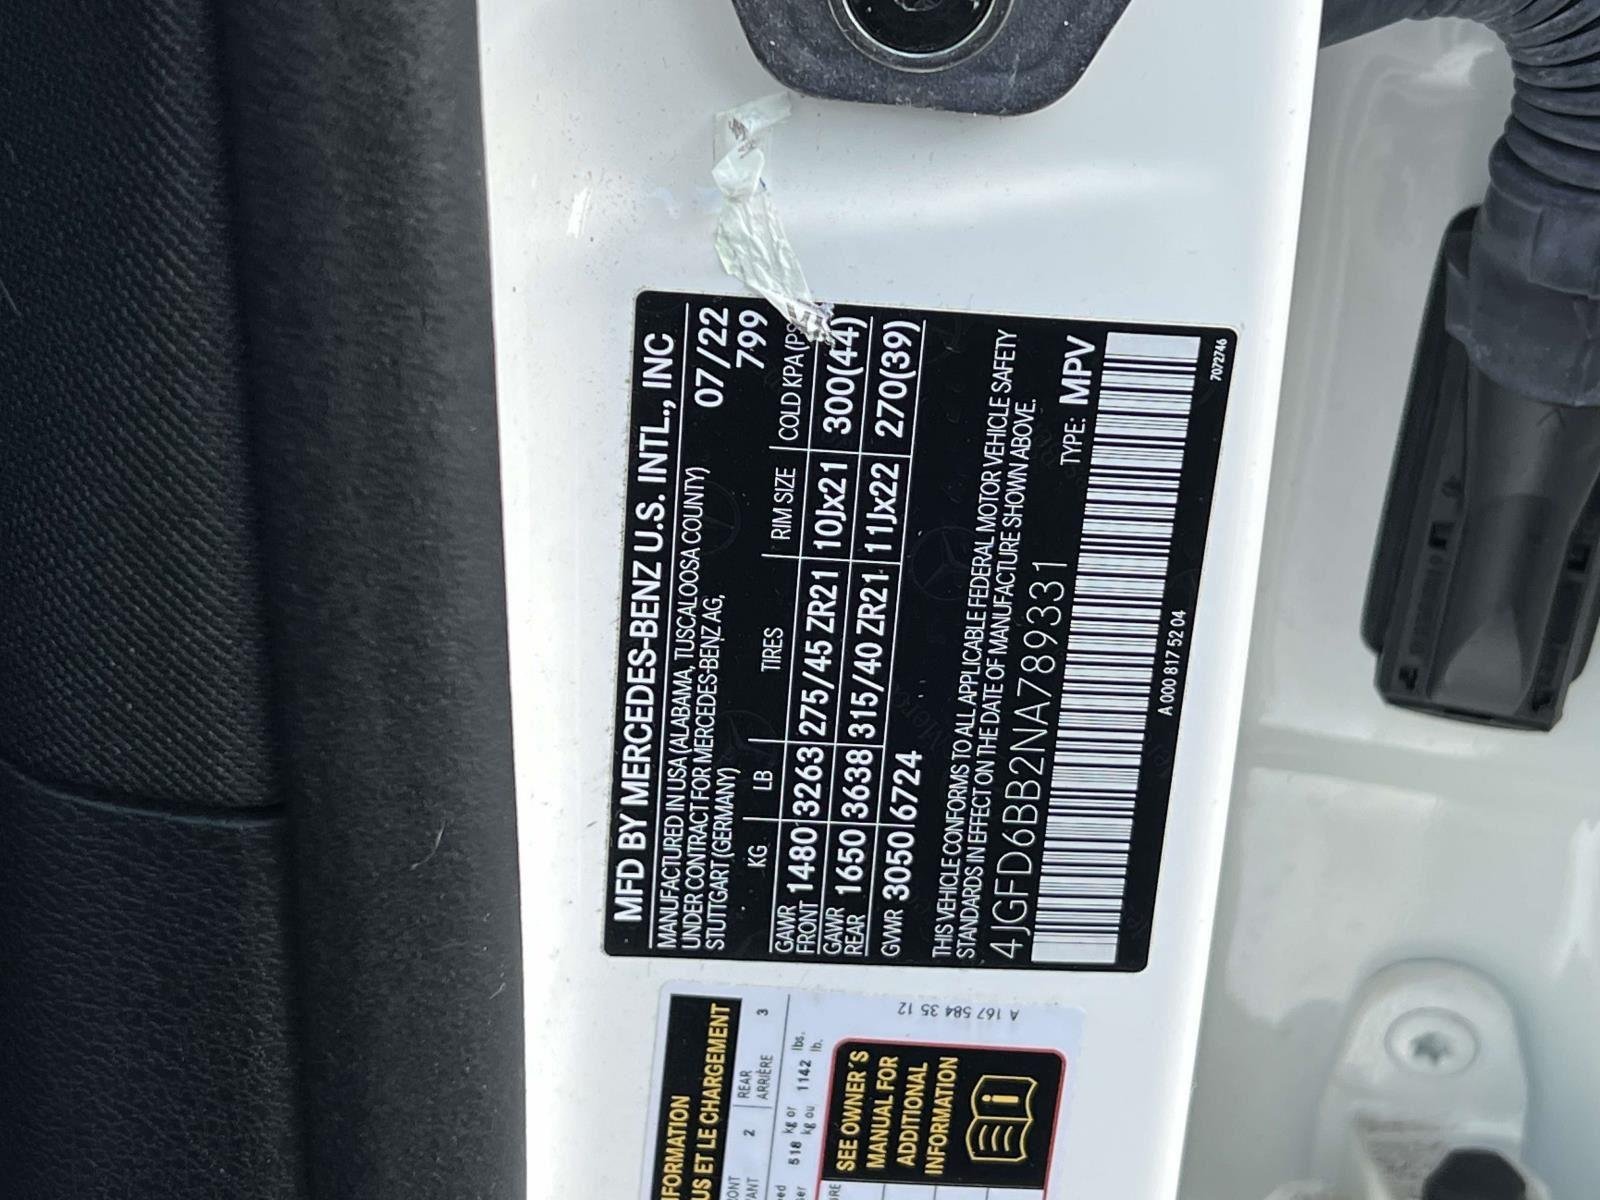 MFD BY MERCEDES-BENZ U.S. INTL., INC
MANUFACTURED IN USA (ALABAMA, TUSCALOOSA COUNTY) 07/22
UNDER CONTRACT FOR MERCEDES-BENZ AG, 799
STUTTGART (GERMANY)
KG LB TIRES RIM SIZE COLD KPA(PS
GAWR FRONT 1480 3263 275/45 ZR21 10Jx21 300(44)
GAWR REAR 1650 3638 315/40 ZR21 11Jx22 270(39)
GVWR 3050 6724
THIS VEHICLE CONFORMS TO ALL APPLICABLE FEDERAL MOTOR VEHICLE SAFETY
STANDARDS IN EFFECT ON THE DATE OF MANUFACTURE SHOWN ABOVE.
4JGFD6BB2NA789331 TYPE: MPV
A 000 817 52 04
7072746
FORMATION
US ET LE CHARGEMENT
RONT 2 REAR 3
VANT ARRIÈRE
518 kg or 1142 lbs.
kg ou lb.
A 167 584 35 12
SEE OWNER'S
MANUAL FOR
ADDITIONAL
INFORMATION